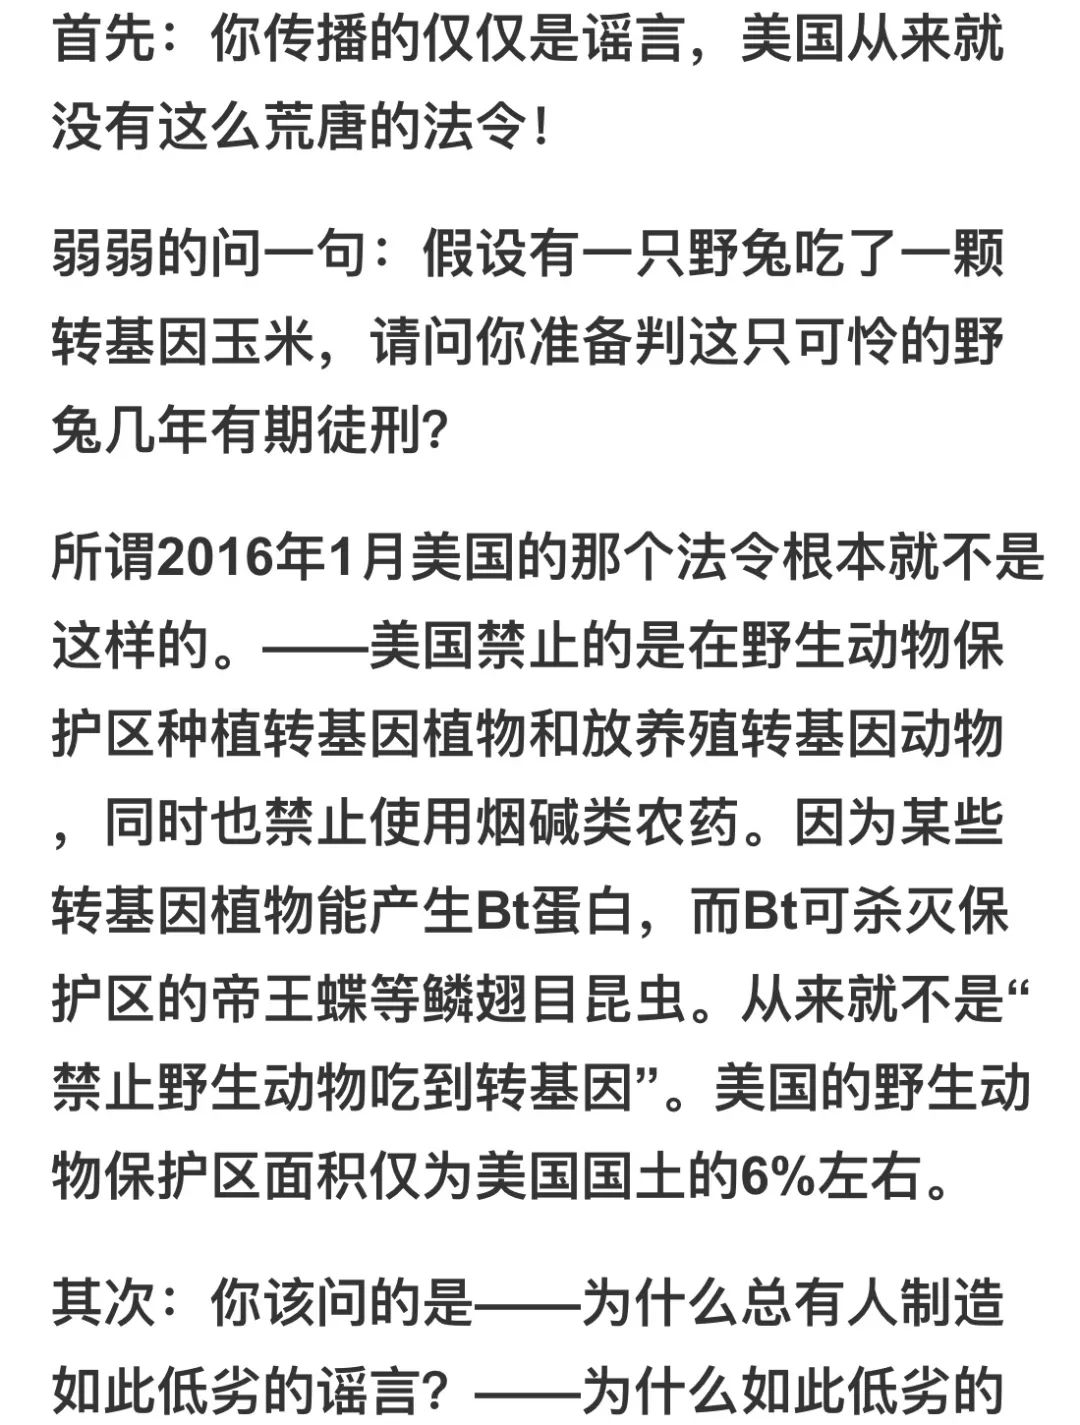 首先：你传播的仅仅是谣言，美国从来就
没有这么荒唐的法令！
弱弱的问一句：假设有一只野兔吃了一颗
转基因玉米，请问你准备判这只可怜的野
兔几年有期徒刑？
所谓2016年1月美国的那个法令根本就不是
这样的。——美国禁止的是在野生动物保
护区种植转基因植物和放养殖转基因动物
，同时也禁止使用烟碱类农药。因为某些
转基因植物能产生Bt蛋白，而Bt可杀灭保
护区的帝王蝶等鳞翅目昆虫。从来就不是“
禁止野生动物吃到转基因”。美国的野生动
物保护区面积仅为美国国土的6%左右。
其次：你该问的是——为什么总有人制造
如此低劣的谣言？——为什么如此低劣的